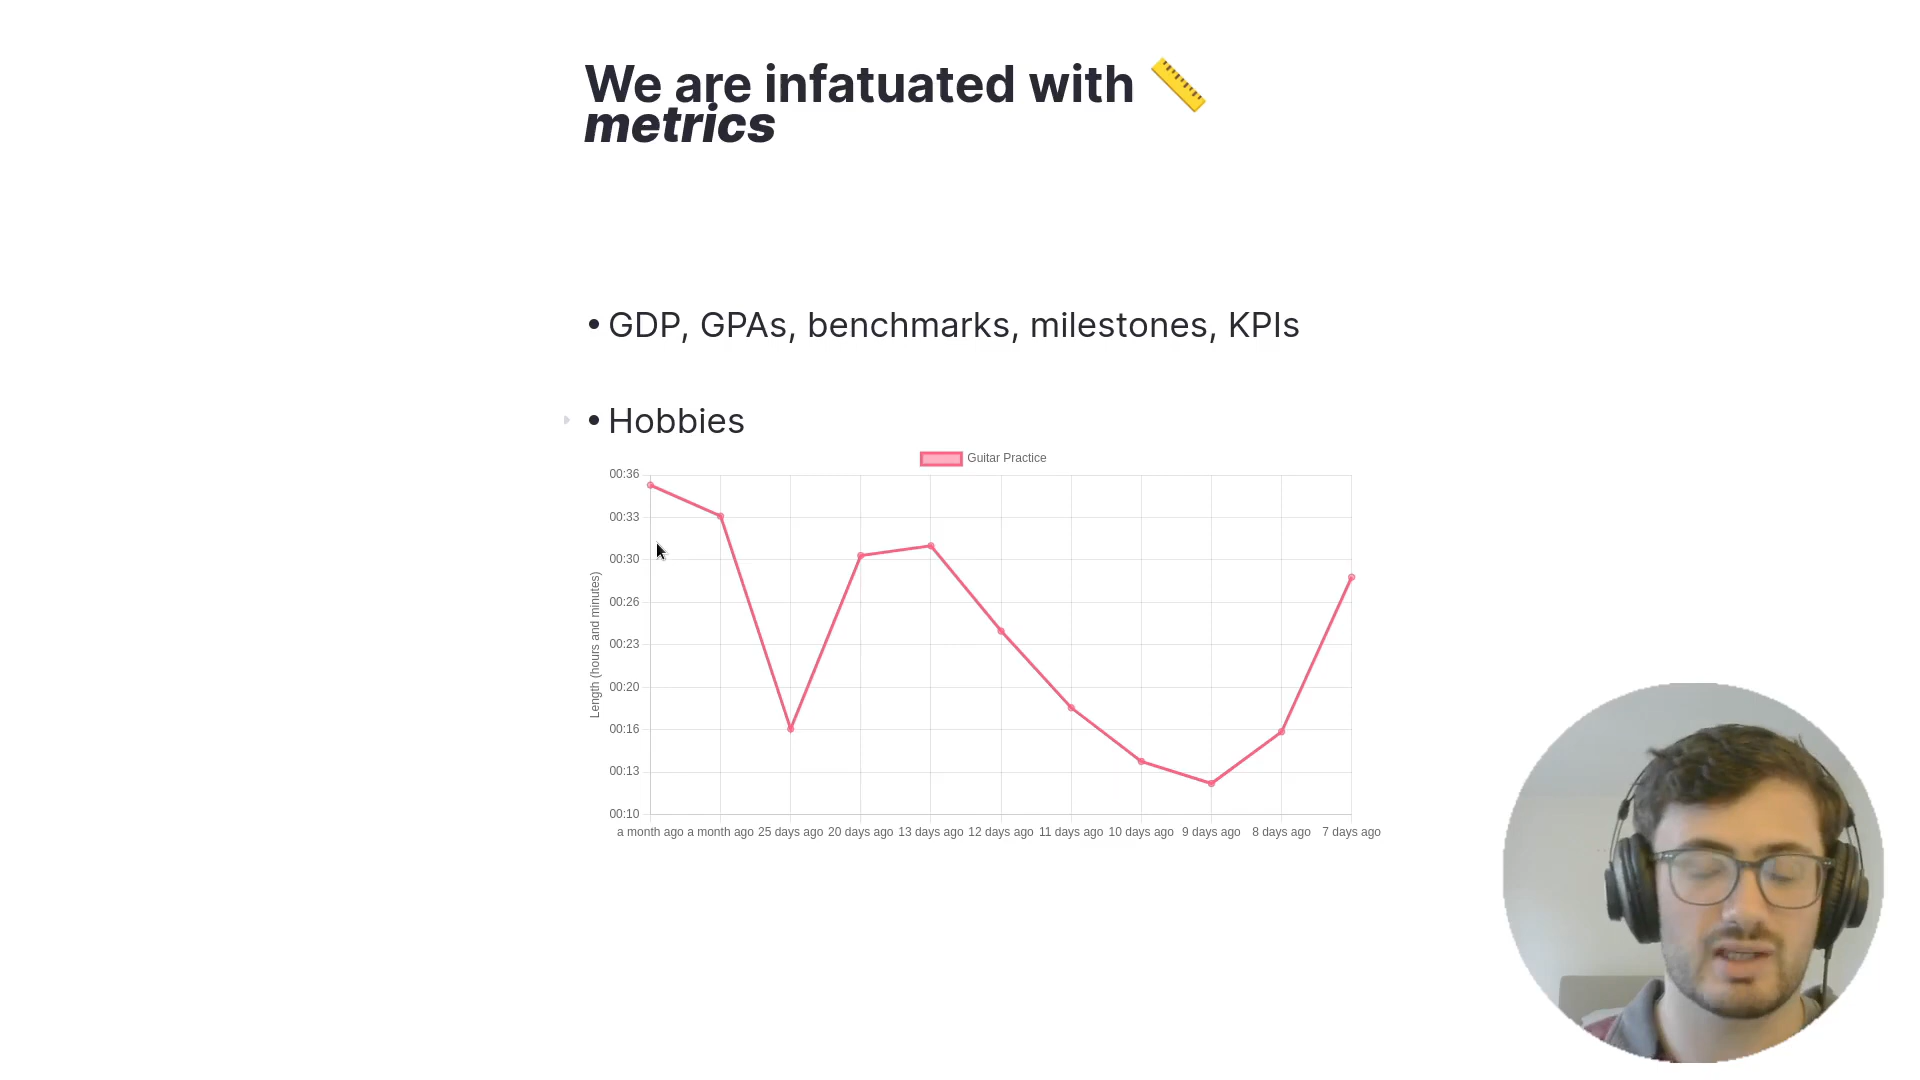 We are infatuated with 📏
metrics
• GDP, GPAs, benchmarks, milestones, KPIs
• Hobbies
Guitar Practice
Length (hours and minutes)
00:36
00:33
00:30
00:26
00:23
00:20
00:16
00:13
00:10
a month ago a month ago 25 days ago 20 days ago 13 days ago 12 days ago 11 days ago 10 days ago 9 days ago 8 days ago 7 days ago